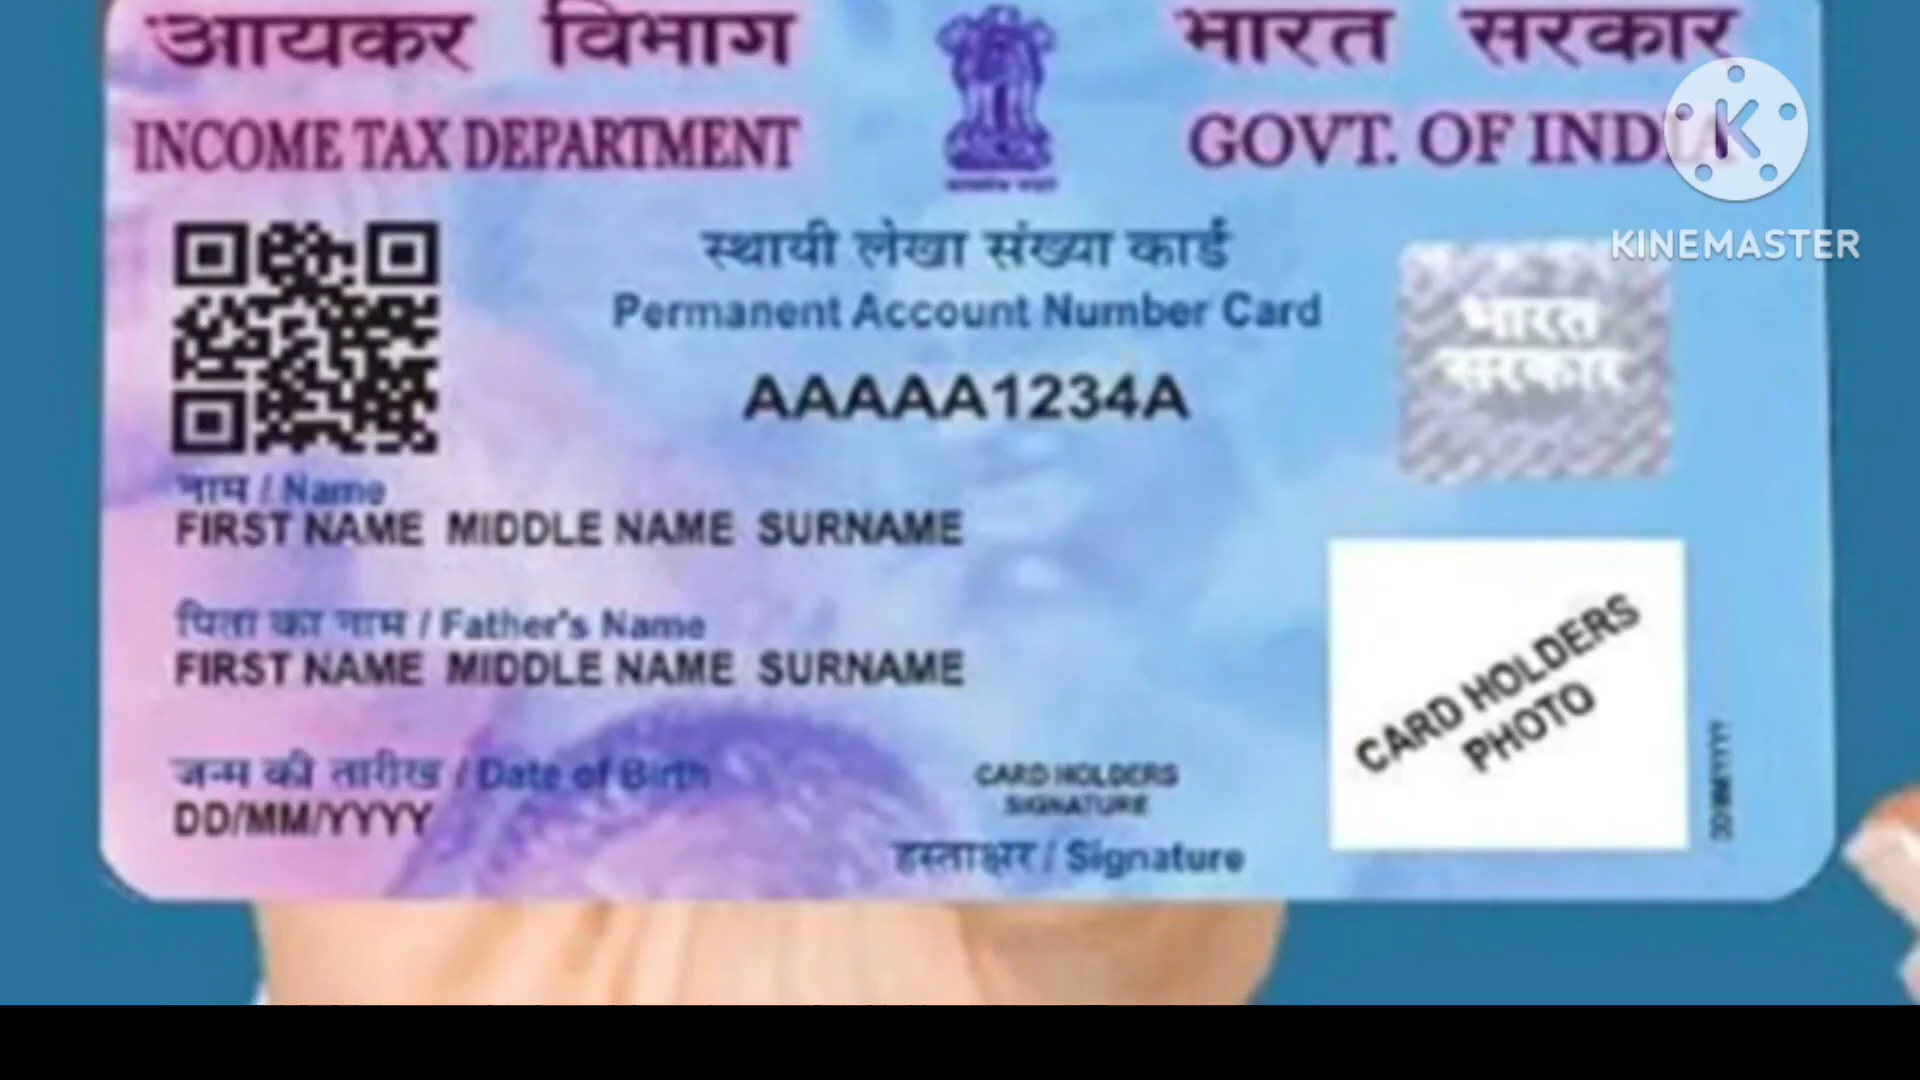 आयकर विभाग
भारत सरकार
INCOME TAX DEPARTMENT
GOVT. OF INDIA
K
KINEMASTER
स्थायी लेखा संख्या कार्ड
Permanent Account Number Card
भारत
सरकार
AAAAA1234A
नाम / Name
FIRST NAME MIDDLE NAME SURNAME
पिता का नाम / Father's Name
FIRST NAME MIDDLE NAME SURNAME
CARD HOLDERS
PHOTO
जन्म की तारीख / Date of Birth
DD/MM/YYYY
CARD HOLDERS
SIGNATURE
हस्ताक्षर / Signature